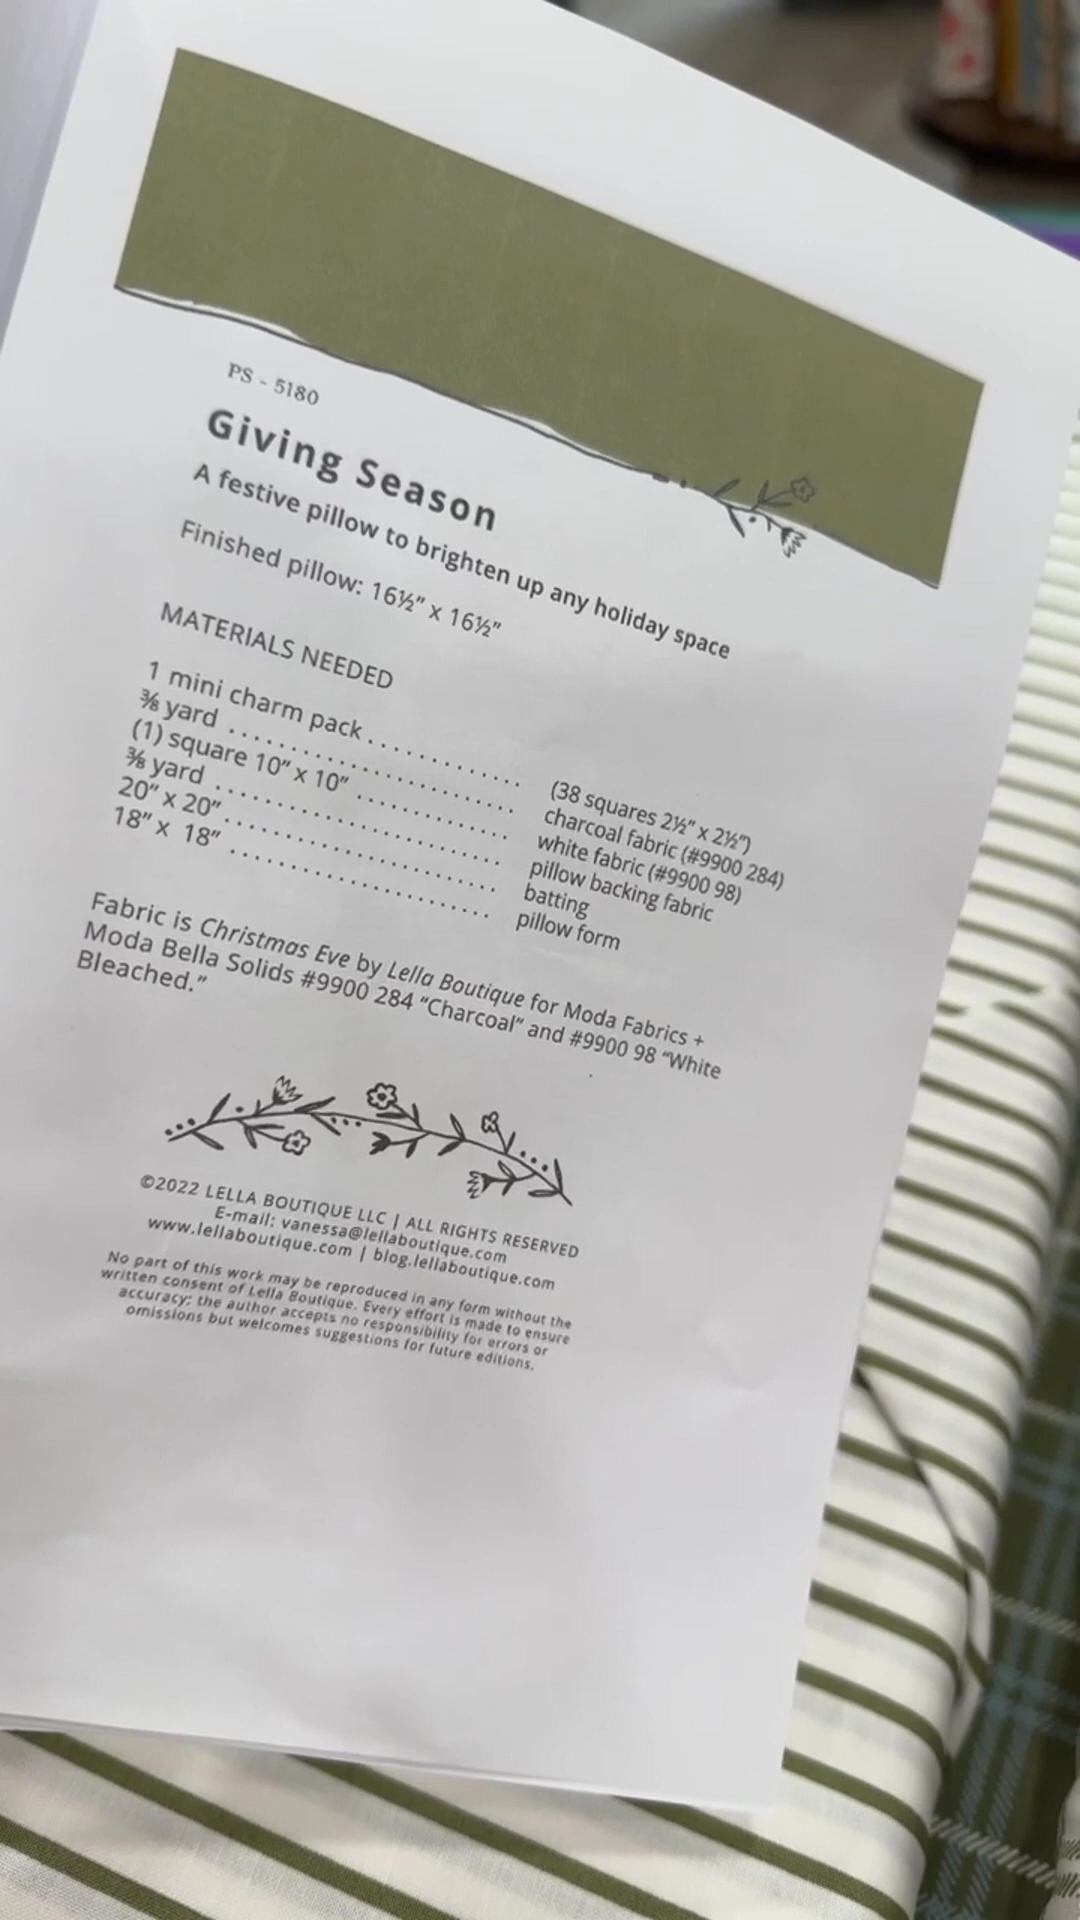 PS - 5180
Giving Season
A festive pillow to brighten up any holiday space
Finished pillow: 16½” x 16½”
MATERIALS NEEDED
1 mini charm pack .............. (38 squares 2½” x 2½”)
⅜ yard .......................... charcoal fabric (#9900 284)
(1) square 10” x 10” .............. white fabric (#9900 98)
⅜ yard .......................... pillow backing fabric
20” x 20”......................... batting
18” x 18” ........................ pillow form
Fabric is Christmas Eve by Lella Boutique for Moda Fabrics +
Moda Bella Solids #9900 284 “Charcoal” and #9900 98 “White
Bleached.”
©2022 LELLA BOUTIQUE LLC | ALL RIGHTS RESERVED
E-mail: vanessa@lellaboutique.com
www.lellaboutique.com | blog.lellaboutique.com
No part of this work may be reproduced in any form without the
written consent of Lella Boutique. Every effort is made to ensure
accuracy; the author accepts no responsibility for errors or
omissions but welcomes suggestions for future editions.